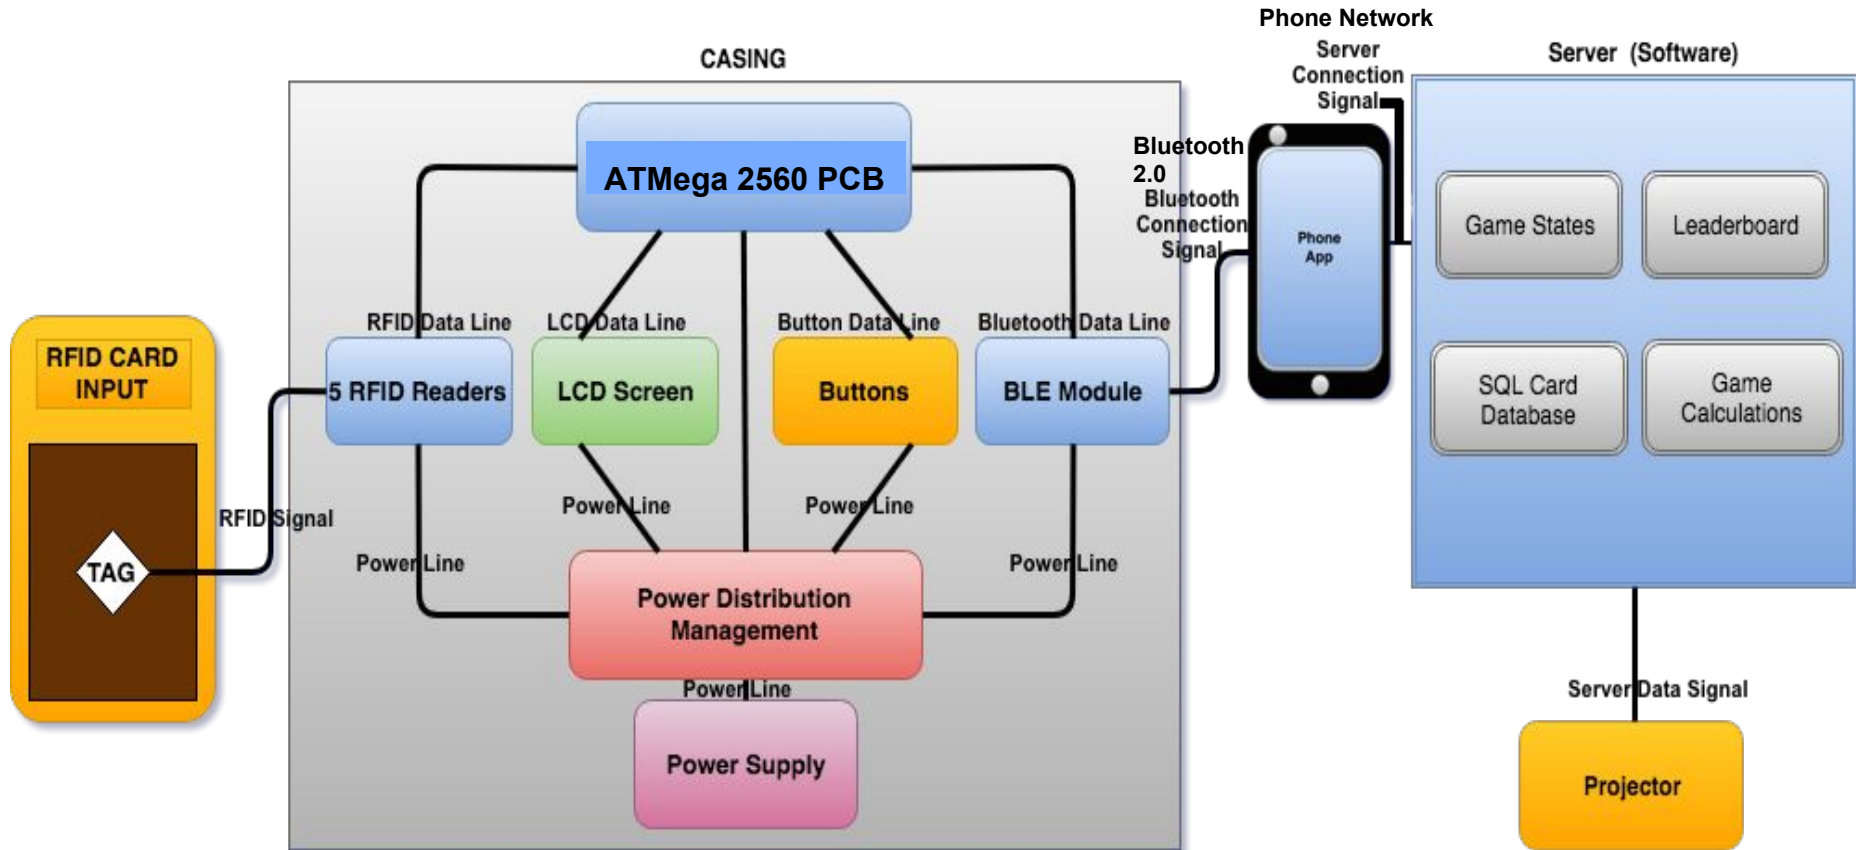 Phone Network
Server
Connection
Signal
Server (Software)
CASING
ATMega 2560 PCB
Bluetooth
2.0
Bluetooth
Connection
Signal
Phone
App
Game States
Leaderboard
SQL Card
Database
Game
Calculations
RFID Data Line
LCD Data Line
Button Data Line
Bluetooth Data Line
RFID CARD
INPUT
5 RFID Readers
LCD Screen
Buttons
BLE Module
RFID Signal
TAG
Power Line
Power Line
Power Line
Power Line
Power Distribution
Management
Power Line
Power Supply
Server Data Signal
Projector